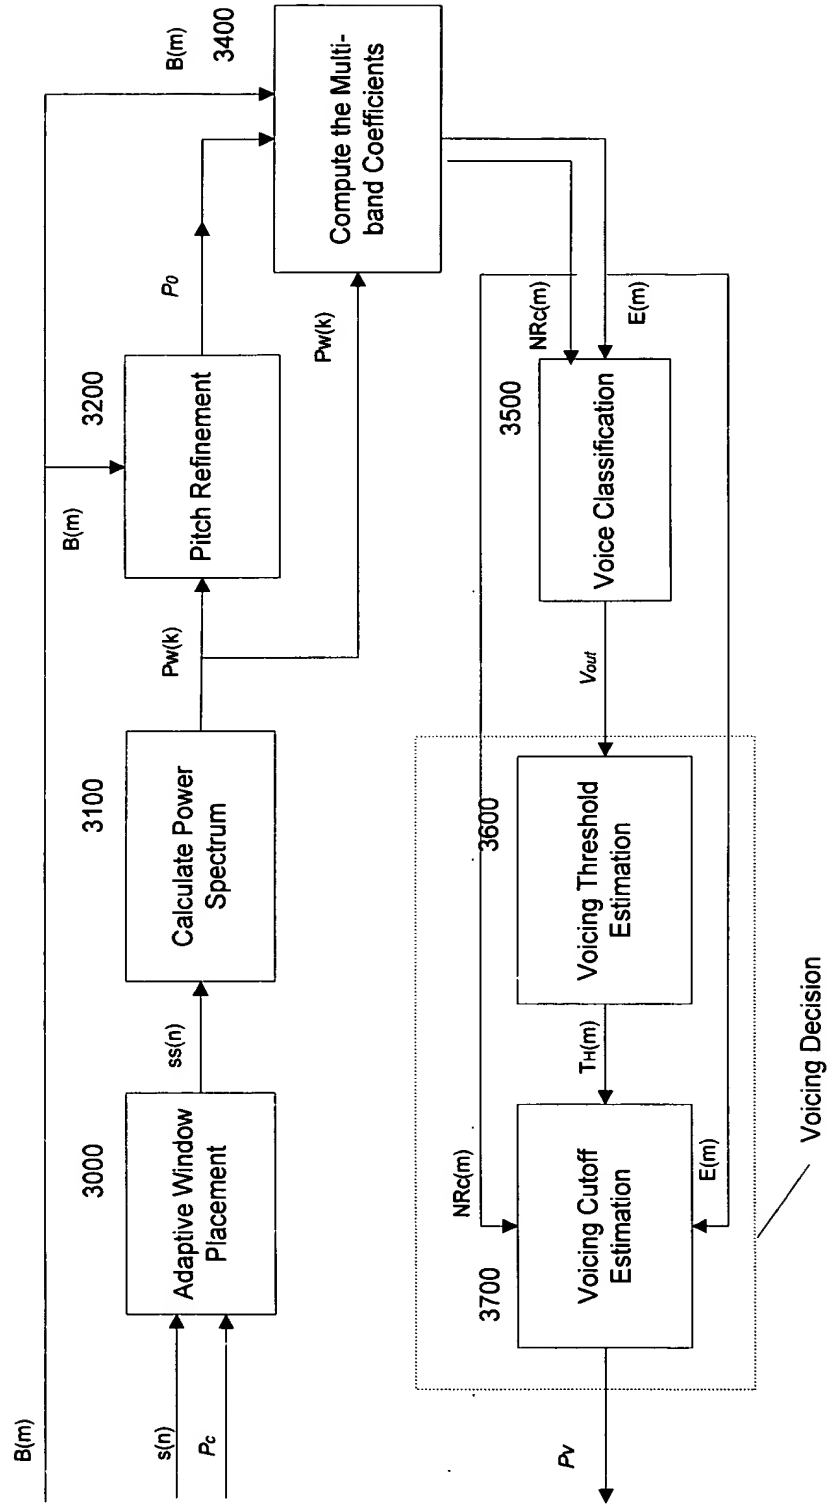 B(m)
s(n)
Pc
3000
Adaptive Window
Placement
ss(n)
3100
Calculate Power
Spectrum
Pw(k)
B(m)
3200
Pitch Refinement
P0
Pw(k)
B(m)
3400
Compute the Multi-
band Coefficients
NRc(m)
E(m)
3500
Voice Classification
Vout
3600
Voicing Threshold
Estimation
TH(m)
NRc(m)
3700
Voicing Cutoff
Estimation
E(m)
Pv
Voicing Decision